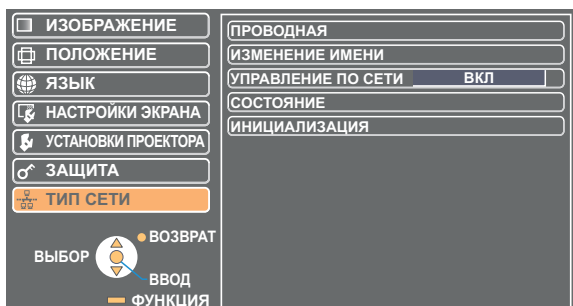 ИЗОБРАЖЕНИЕ
ПОЛОЖЕНИЕ
ЯЗЫК
НАСТРОЙКИ ЭКРАНА
УСТАНОВКИ ПРОЕКТОРА
ЗАЩИТА
ТИП СЕТИ
ВОЗВРАТ
ВЫБОР
ВВОД
ФУНКЦИЯ
ПРОВОДНАЯ
ИЗМЕНЕНИЕ ИМЕНИ
УПРАВЛЕНИЕ ПО СЕТИ ВКЛ
СОСТОЯНИЕ
ИНИЦИАЛИЗАЦИЯ